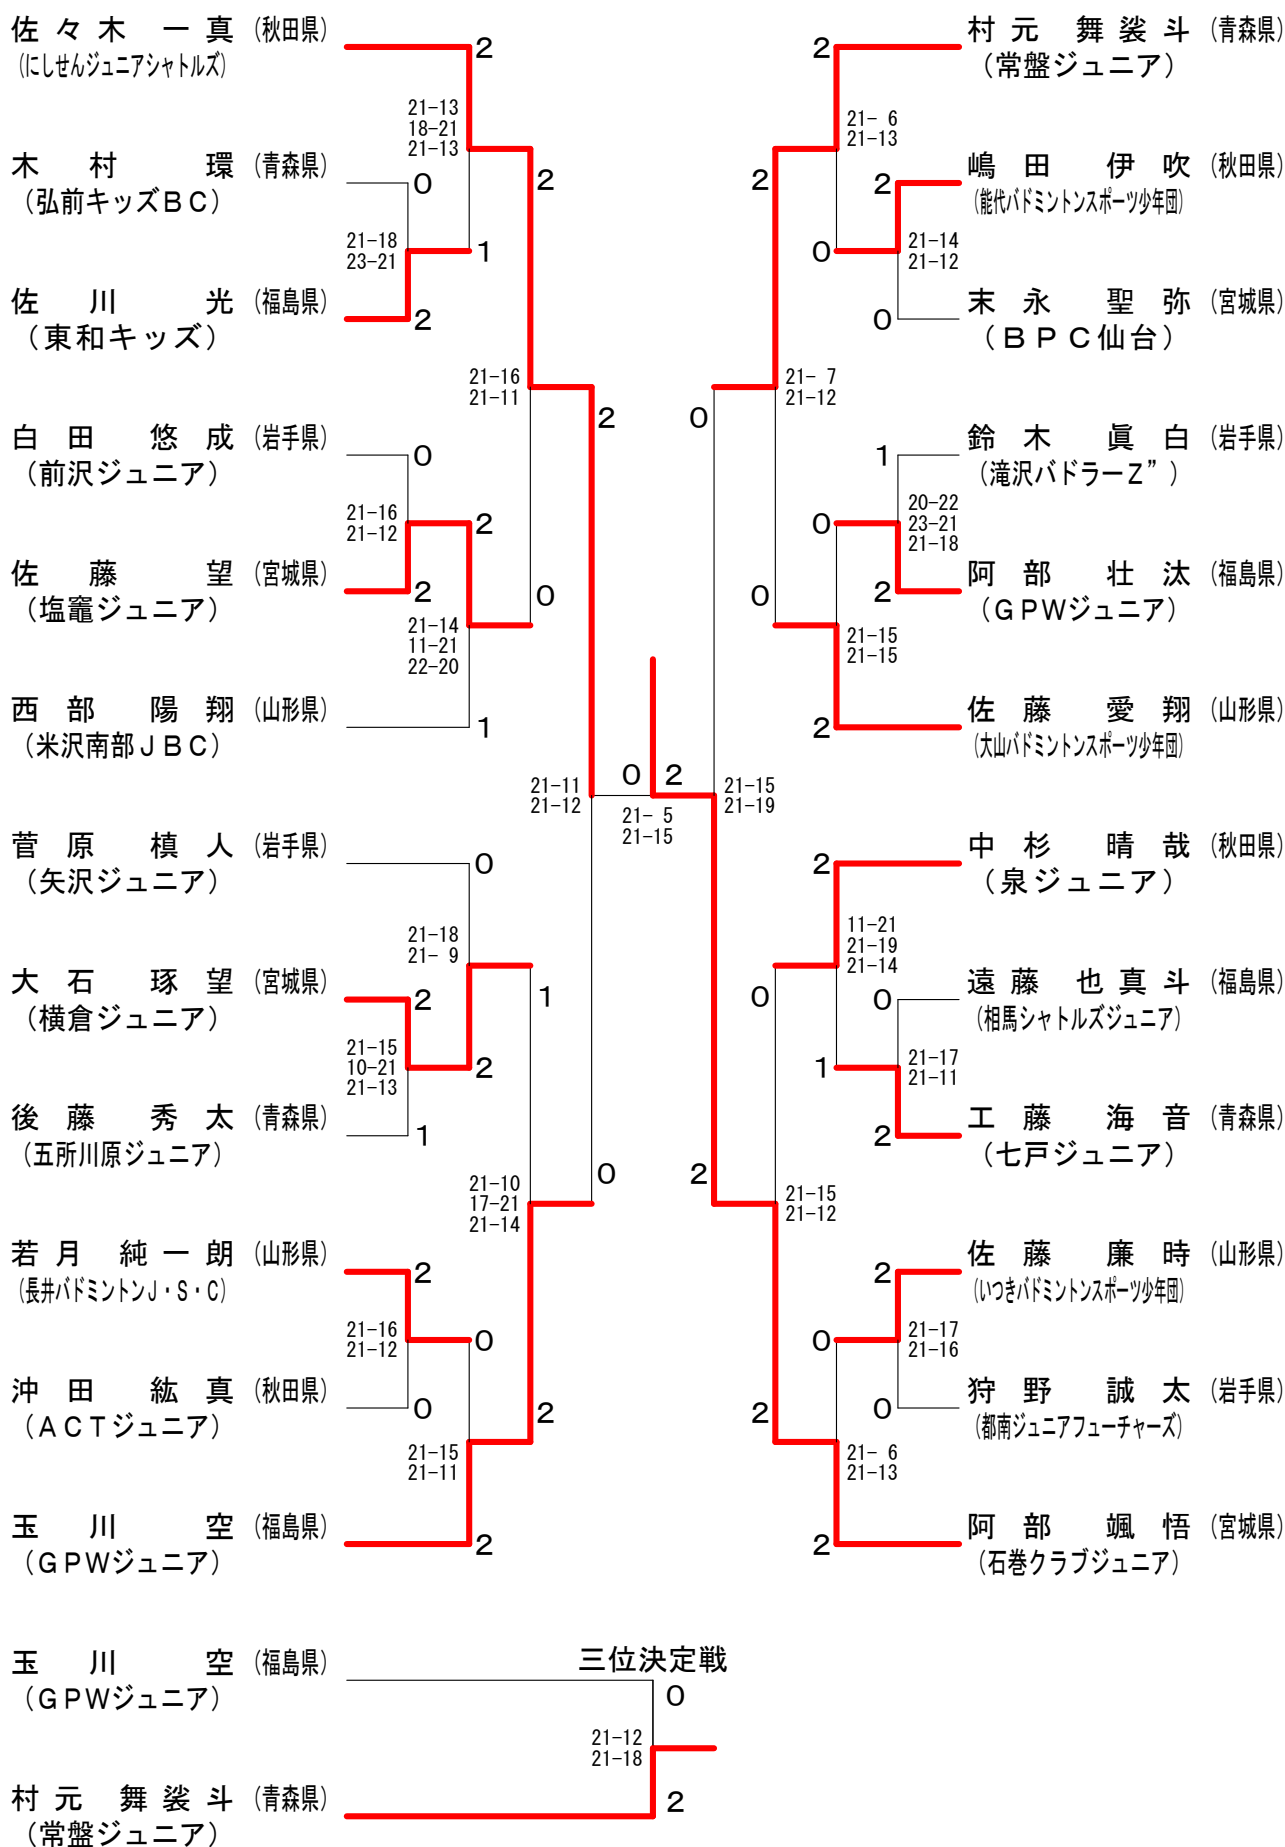 佐々木 一真 (秋田県)
(にしせんジュニアシャトルズ)
2
21-13
18-21
21-13
木村 環 (青森県)
(弘前キッズＢＣ)
0
2
21-18
23-21
1
佐川 光 (福島県)
(東和キッズ)
2
21-16
21-11
2
白田 悠成 (岩手県)
(前沢ジュニア)
0
21-16
21-12
2
佐藤 望 (宮城県)
(塩竈ジュニア)
2
0
21-14
11-21
22-20
西部 陽翔 (山形県)
(米沢南部ＪＢＣ)
1
21-11
21-12
0
2
21- 5
21-15
菅原 槙人 (岩手県)
(矢沢ジュニア)
0
21-18
21- 9
大石 琢望 (宮城県)
(横倉ジュニア)
2
1
21-15
10-21
21-13
2
後藤 秀太 (青森県)
(五所川原ジュニア)
1
21-10
17-21
21-14
0
若月 純一朗 (山形県)
(長井バドミントンＪ・Ｓ・Ｃ)
2
21-16
21-12
0
沖田 紘真 (秋田県)
(ＡＣＴジュニア)
0
2
21-15
21-11
玉川 空 (福島県)
(ＧＰＷジュニア)
2
村元 舞裟斗 (青森県)
(常盤ジュニア)
2
21- 6
21-13
嶋田 伊吹 (秋田県)
(能代バドミントンスポーツ少年団)
2
2
21-14
21-12
0
末永 聖弥 (宮城県)
(ＢＰＣ仙台)
0
21- 7
21-12
0
鈴木 眞白 (岩手県)
(滝沢バドラーＺ”)
1
20-22
23-21
21-18
0
阿部 壮汰 (福島県)
(ＧＰＷジュニア)
2
0
21-15
21-15
佐藤 愛翔 (山形県)
(大山バドミントンスポーツ少年団)
2
21-15
21-19
中杉 晴哉 (秋田県)
(泉ジュニア)
2
11-21
21-19
21-14
遠藤 也真斗 (福島県)
(相馬シャトルズジュニア)
0
0
21-17
21-11
1
工藤 海音 (青森県)
(七戸ジュニア)
2
21-15
21-12
2
佐藤 廉時 (山形県)
(いつきバドミントンスポーツ少年団)
2
21-17
21-16
0
狩野 誠太 (岩手県)
(都南ジュニアフューチャーズ)
0
2
21- 6
21-13
阿部 颯悟 (宮城県)
(石巻クラブジュニア)
2
三位決定戦
玉川 空 (福島県)
(ＧＰＷジュニア)
0
21-12
21-18
村元 舞裟斗 (青森県)
(常盤ジュニア)
2